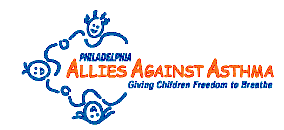 PHILADELPHIA
ALLIES AGAINST ASTHMA
Giving Children Freedom to Breathe